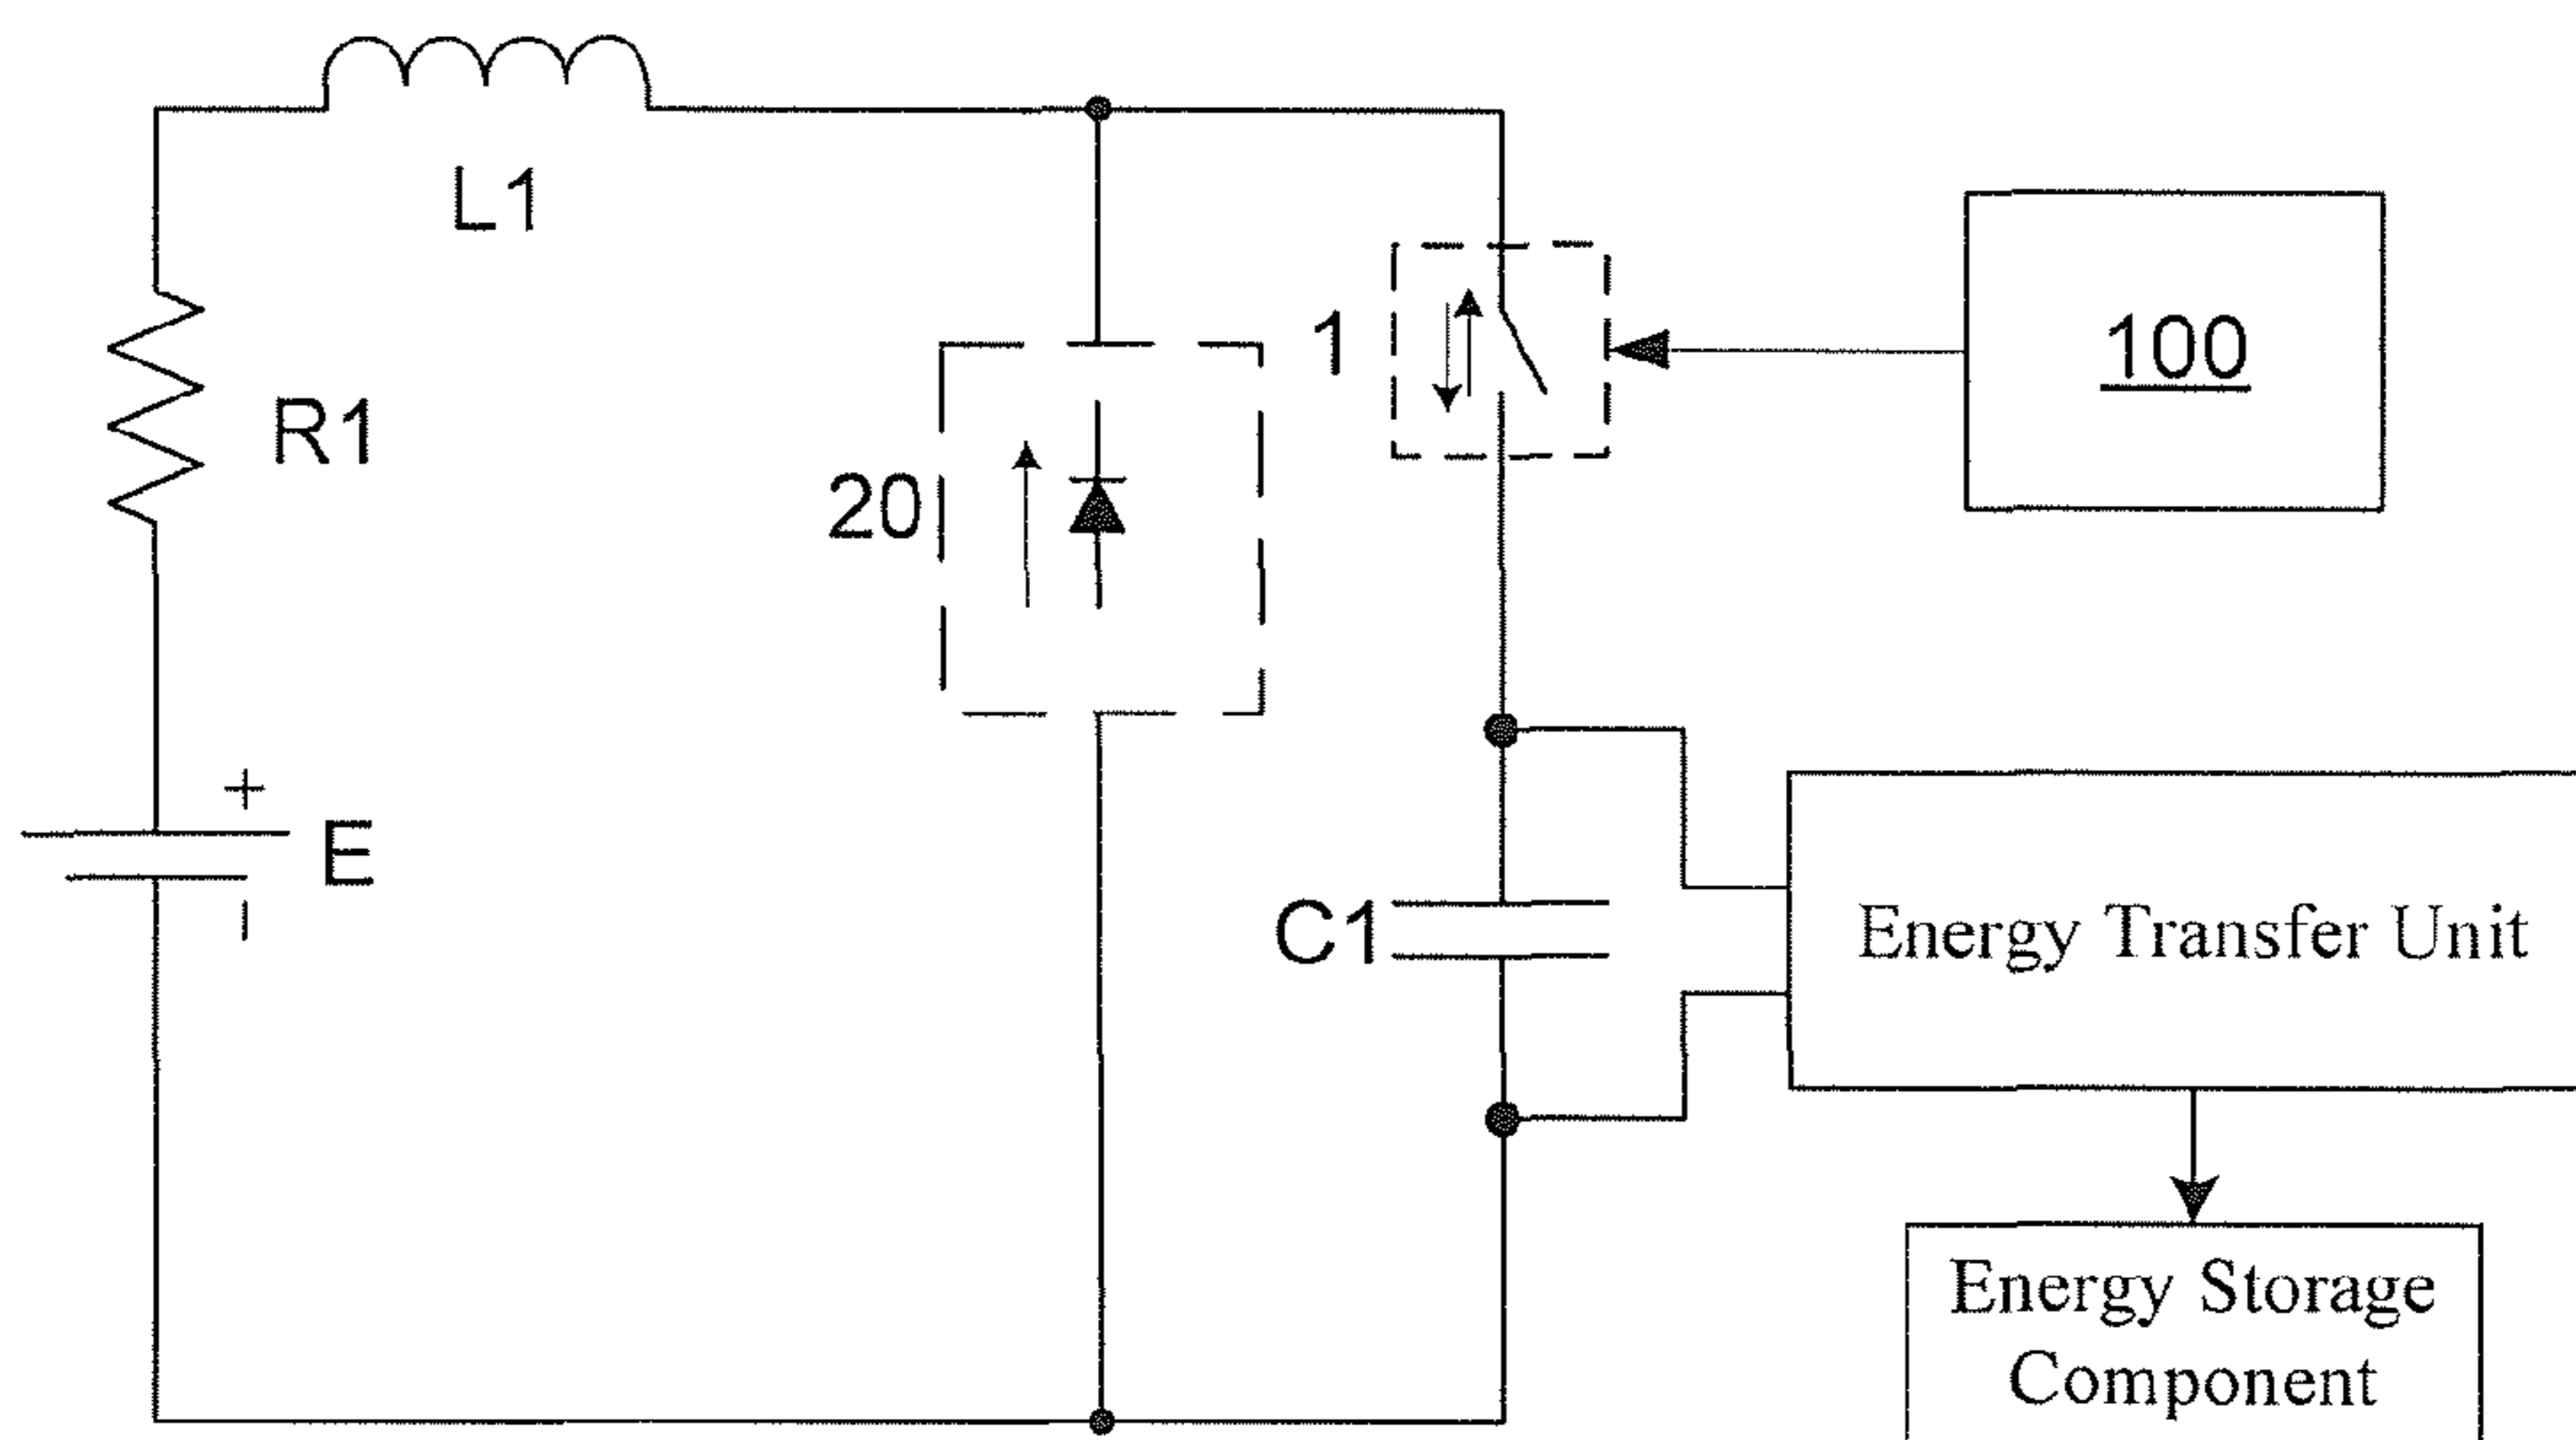 L1
R1
1
100
20
+
E
−
C1
Energy Transfer Unit
Energy Storage
Component